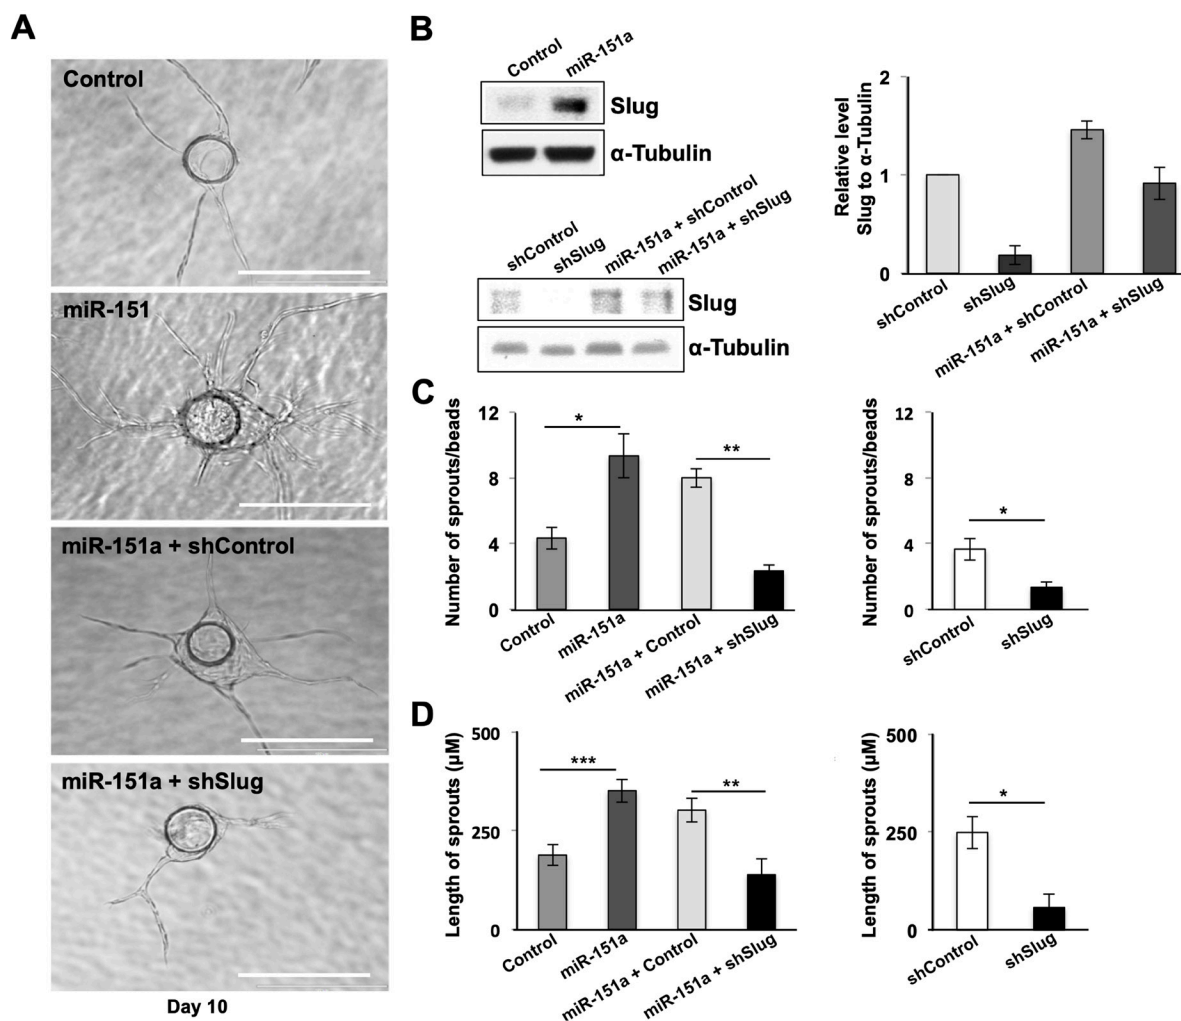 A
Control
miR-151
miR-151a + shControl
miR-151a + shSlug
Day 10
B
Control
miR-151a
Slug
α-Tubulin
shControl
shSlug
miR-151a + shControl
miR-151a + shSlug
Slug
α-Tubulin
Relative level
Slug to α-Tubulin
2
1
0
shControl
shSlug
miR-151a + shControl
miR-151a + shSlug
C
Number of sprouts/beads
12
8
4
0
*
**
Control
miR-151a
miR-151a + Control
miR-151a + shSlug
Number of sprouts/beads
12
8
4
0
*
shControl
shSlug
D
Length of sprouts (µM)
500
250
0
***
**
Control
miR-151a
miR-151a + Control
miR-151a + shSlug
Length of sprouts (µM)
500
250
0
*
shControl
shSlug